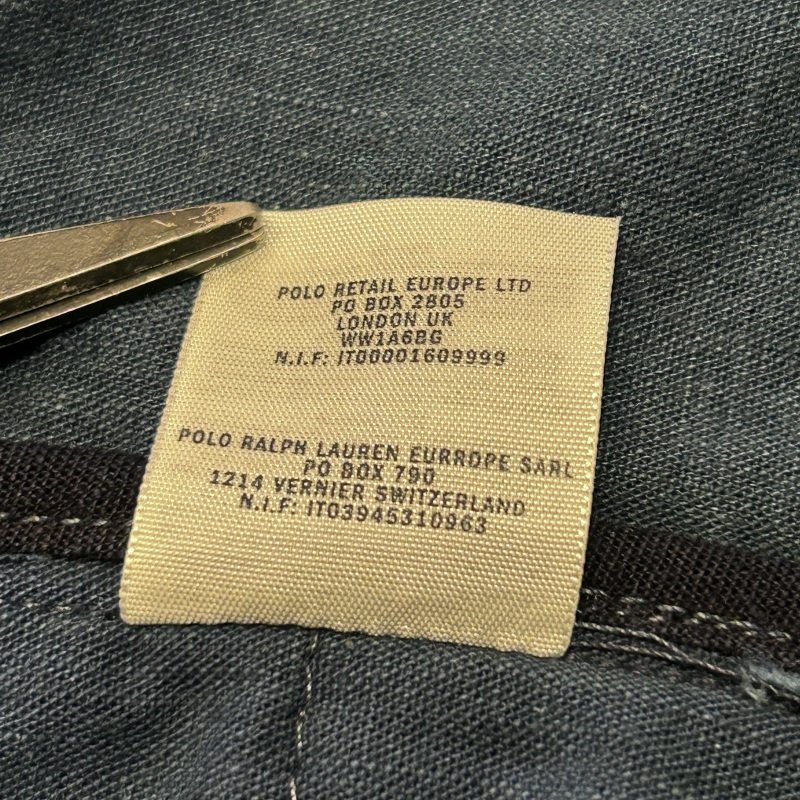 POLO RETAIL EUROPE LTD
PO BOX 2805
LONDON UK
WW1A6BG
N.I.F: IT00001609999
POLO RALPH LAUREN EURROPE SARL
PO BOX 790
1214 VERNIER SWITZERLAND
N.I.F: IT03945310963